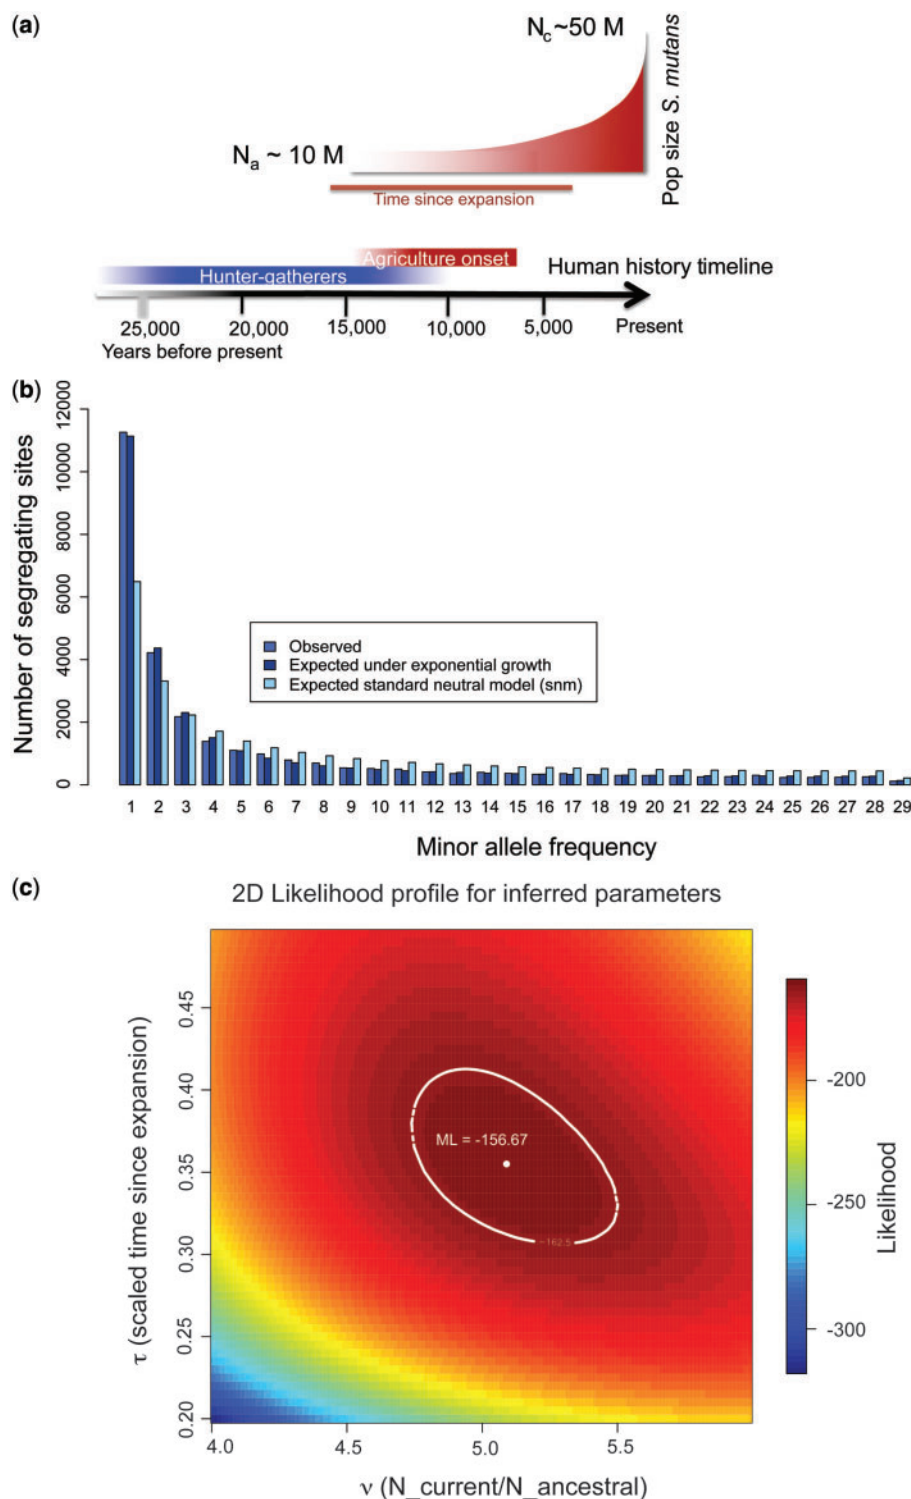 (a)
N_c~50 M
N_a ~ 10 M
Pop size S. mutans
Time since expansion
Agriculture onset
Hunter-gatherers
Human history timeline
25,000 20,000 15,000 10,000 5,000 Present
Years before present
(b)
Number of segregating sites
12000
10000
8000
6000
4000
2000
0
Observed
Expected under exponential growth
Expected standard neutral model (snm)
1 2 3 4 5 6 7 8 9 10 11 12 13 14 15 16 17 18 19 20 21 22 23 24 25 26 27 28 29
Minor allele frequency
(c)
2D Likelihood profile for inferred parameters
τ (scaled time since expansion)
0.45
0.40
0.35
0.30
0.25
0.20
ML = -156.67
-162.5
4.0 4.5 5.0 5.5
ν (N_current/N_ancestral)
-200
-250
-300
Likelihood